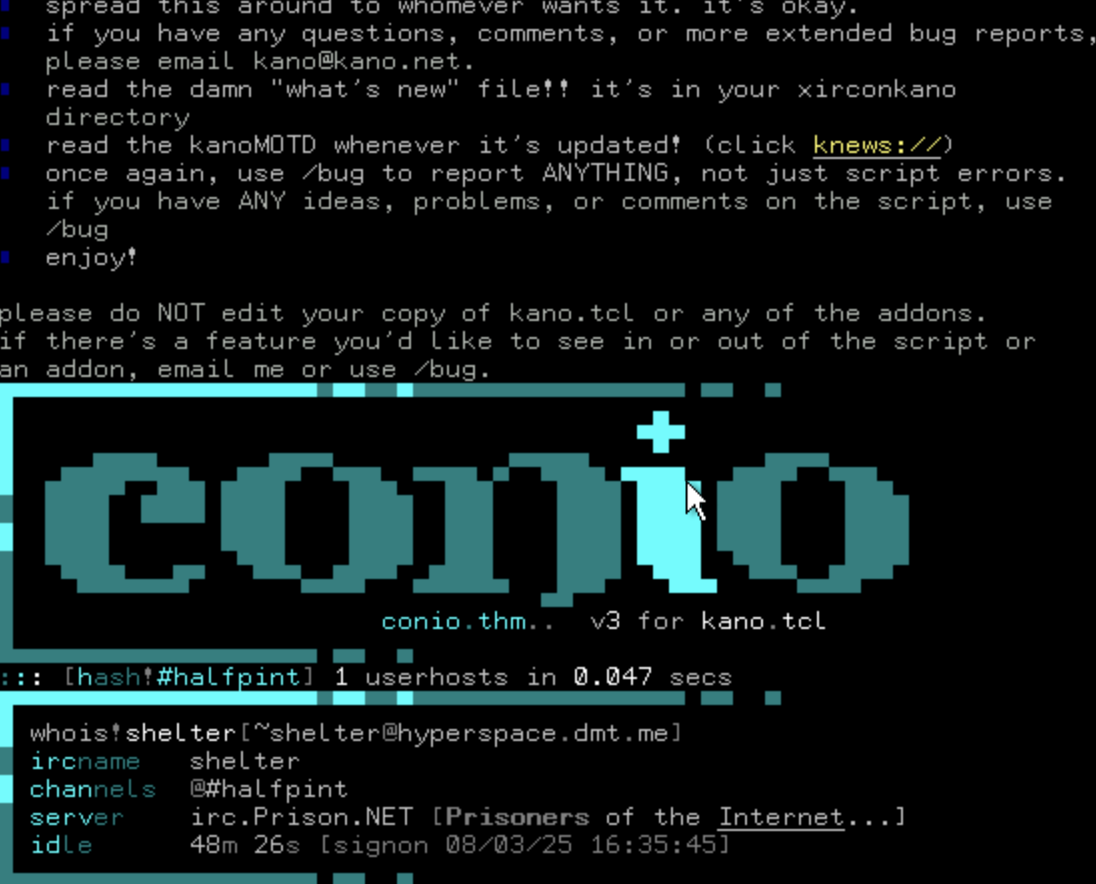 spread this around to whomever wants it. it's okay.
if you have any questions, comments, or more extended bug reports,
please email kano@kano.net.
read the damn "what's new" file!! it's in your xirconkano
directory
read the kanoMOTD whenever it's updated! (click knews://)
once again, use /bug to report ANYTHING, not just script errors.
if you have ANY ideas, problems, or comments on the script, use
/bug
enjoy!
please do NOT edit your copy of kano.tcl or any of the addons.
if there's a feature you'd like to see in or out of the script or
an addon, email me or use /bug.
conio
conio.thm.. v3 for kano.tcl
::: [hash!#halfpint] 1 userhosts in 0.047 secs
whois!shelter[~shelter@hyperspace.dmt.me]
ircname shelter
channels @#halfpint
server irc.Prison.NET [Prisoners of the Internet...]
idle 48m 26s [signon 08/03/25 16:35:45]